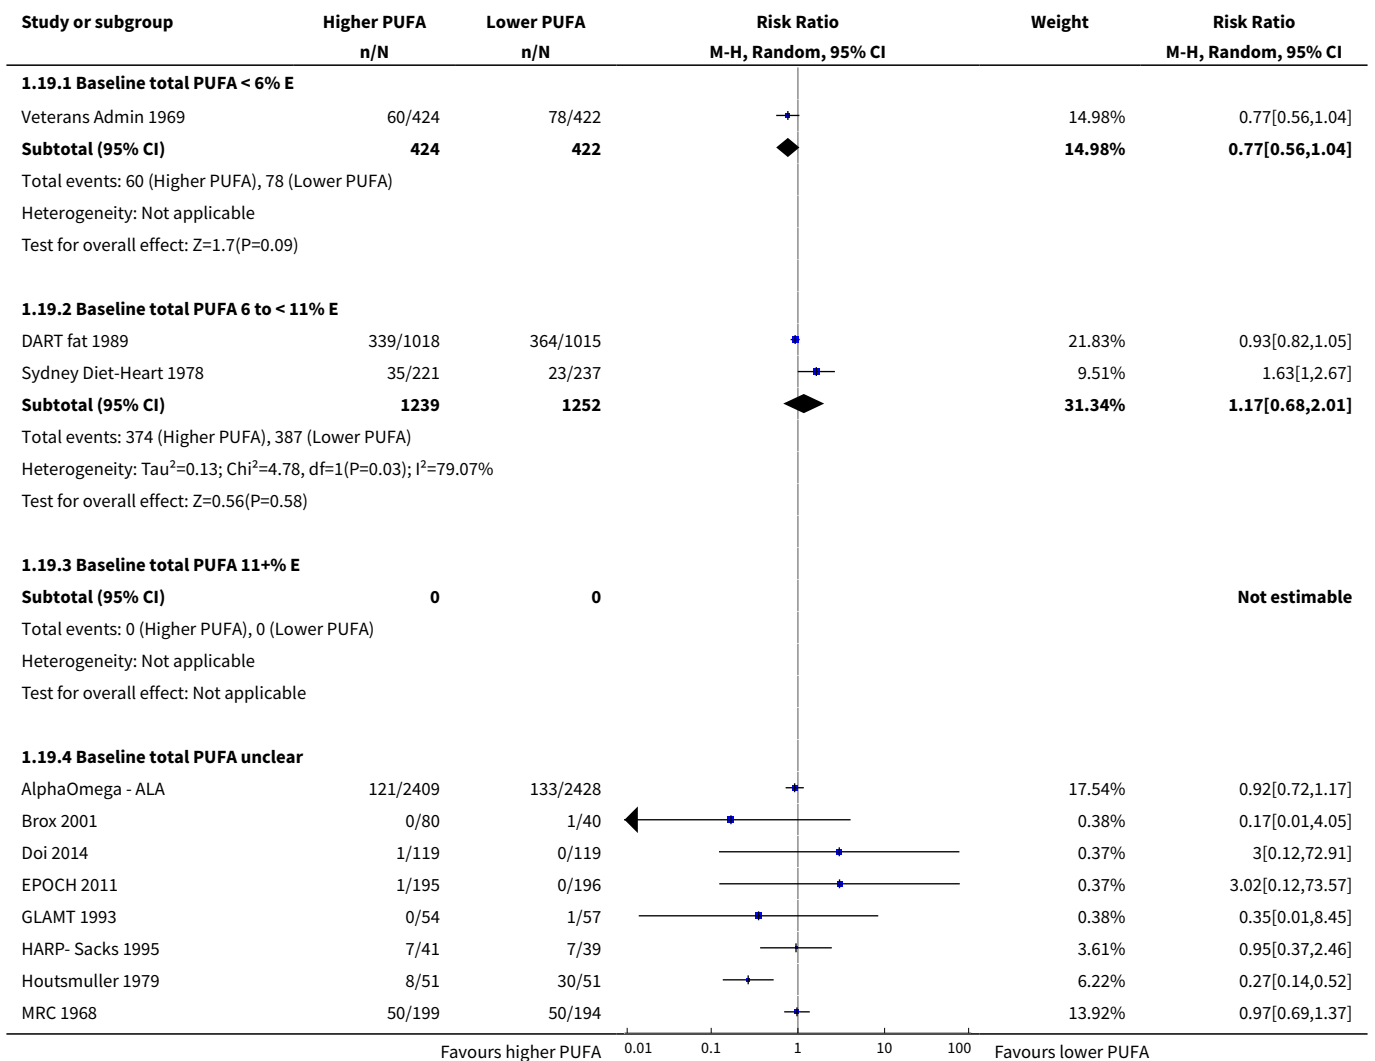 Study or subgroup Higher PUFA Lower PUFA Risk Ratio Weight Risk Ratio
n/N n/N M-H, Random, 95% CI M-H, Random, 95% CI
1.19.1 Baseline total PUFA < 6% E
Veterans Admin 1969 60/424 78/422 14.98% 0.77[0.56,1.04]
Subtotal (95% CI) 424 422 14.98% 0.77[0.56,1.04]
Total events: 60 (Higher PUFA), 78 (Lower PUFA)
Heterogeneity: Not applicable
Test for overall effect: Z=1.7(P=0.09)
1.19.2 Baseline total PUFA 6 to < 11% E
DART fat 1989 339/1018 364/1015 21.83% 0.93[0.82,1.05]
Sydney Diet-Heart 1978 35/221 23/237 9.51% 1.63[1,2.67]
Subtotal (95% CI) 1239 1252 31.34% 1.17[0.68,2.01]
Total events: 374 (Higher PUFA), 387 (Lower PUFA)
Heterogeneity: Tau²=0.13; Chi²=4.78, df=1(P=0.03); I²=79.07%
Test for overall effect: Z=0.56(P=0.58)
1.19.3 Baseline total PUFA 11+% E
Subtotal (95% CI) 0 0 Not estimable
Total events: 0 (Higher PUFA), 0 (Lower PUFA)
Heterogeneity: Not applicable
Test for overall effect: Not applicable
1.19.4 Baseline total PUFA unclear
AlphaOmega - ALA 121/2409 133/2428 17.54% 0.92[0.72,1.17]
Brox 2001 0/80 1/40 0.38% 0.17[0.01,4.05]
Doi 2014 1/119 0/119 0.37% 3[0.12,72.91]
EPOCH 2011 1/195 0/196 0.37% 3.02[0.12,73.57]
GLAMT 1993 0/54 1/57 0.38% 0.35[0.01,8.45]
HARP- Sacks 1995 7/41 7/39 3.61% 0.95[0.37,2.46]
Houtsmuller 1979 8/51 30/51 6.22% 0.27[0.14,0.52]
MRC 1968 50/199 50/194 13.92% 0.97[0.69,1.37]
Favours higher PUFA 0.01 0.1 1 10 100 Favours lower PUFA